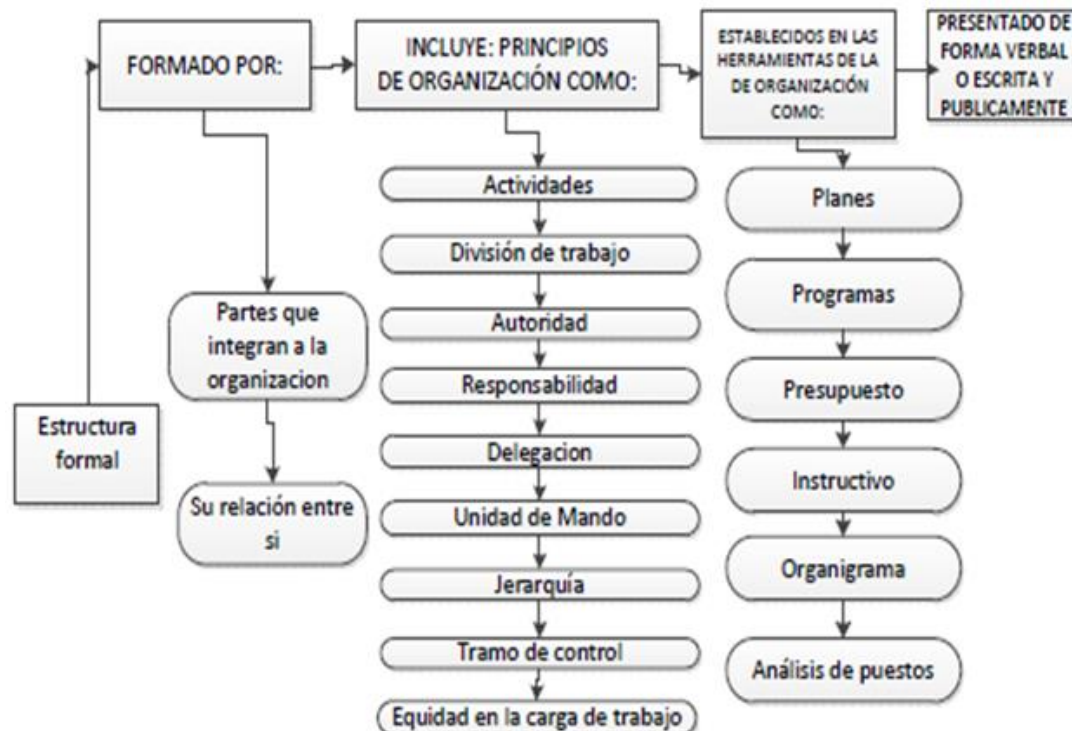 FORMADO POR:
INCLUYE: PRINCIPIOS
DE ORGANIZACIÓN COMO:
ESTABLECIDOS EN LAS
HERRAMIENTAS DE LA
DE ORGANIZACIÓN
COMO:
PRESENTADO DE
FORMA VERBAL
O ESCRITA Y
PUBLICAMENTE
Estructura
formal
Partes que
integran a la
organizacion
Su relación entre
si
Actividades
División de trabajo
Autoridad
Responsabilidad
Delegacion
Unidad de Mando
Jerarquía
Tramo de control
Equidad en la carga de trabajo
Planes
Programas
Presupuesto
Instructivo
Organigrama
Análisis de puestos